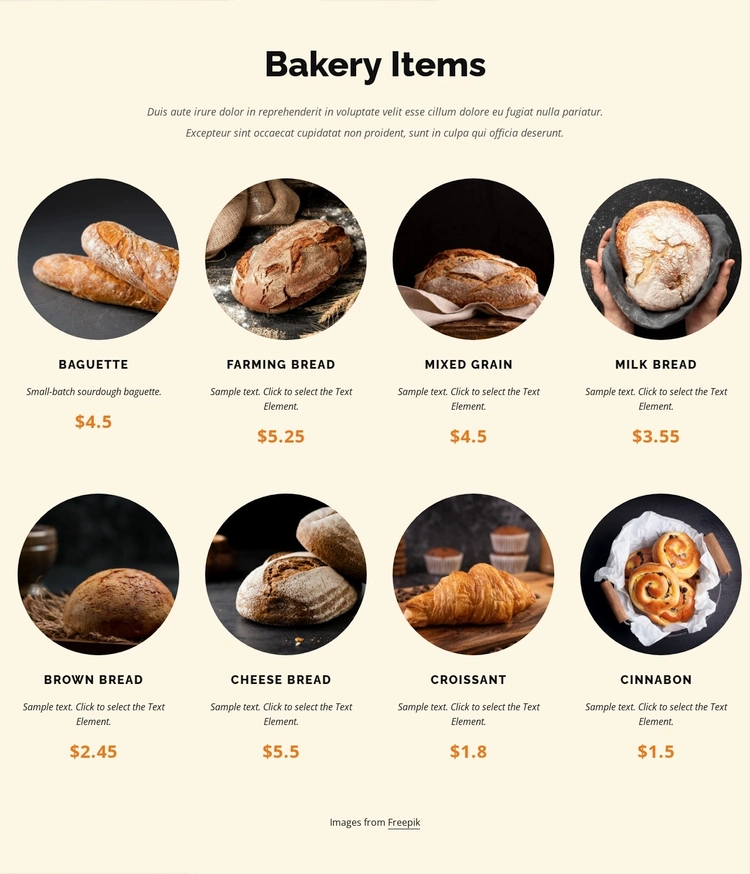 Bakery Items
Duis aute irure dolor in reprehenderit in voluptate velit esse cillum dolore eu fugiat nulla pariatur.
Excepteur sint occaecat cupidatat non proident, sunt in culpa qui officia deserunt.
BAGUETTE
Small-batch sourdough baguette.
$4.5
FARMING BREAD
Sample text. Click to select the Text
Element.
$5.25
MIXED GRAIN
Sample text. Click to select the Text
Element.
$4.5
MILK BREAD
Sample text. Click to select the Text
Element.
$3.55
BROWN BREAD
Sample text. Click to select the Text
Element.
$2.45
CHEESE BREAD
Sample text. Click to select the Text
Element.
$5.5
CROISSANT
Sample text. Click to select the Text
Element.
$1.8
CINNABON
Sample text. Click to select the Text
Element.
$1.5
Images from Freepik